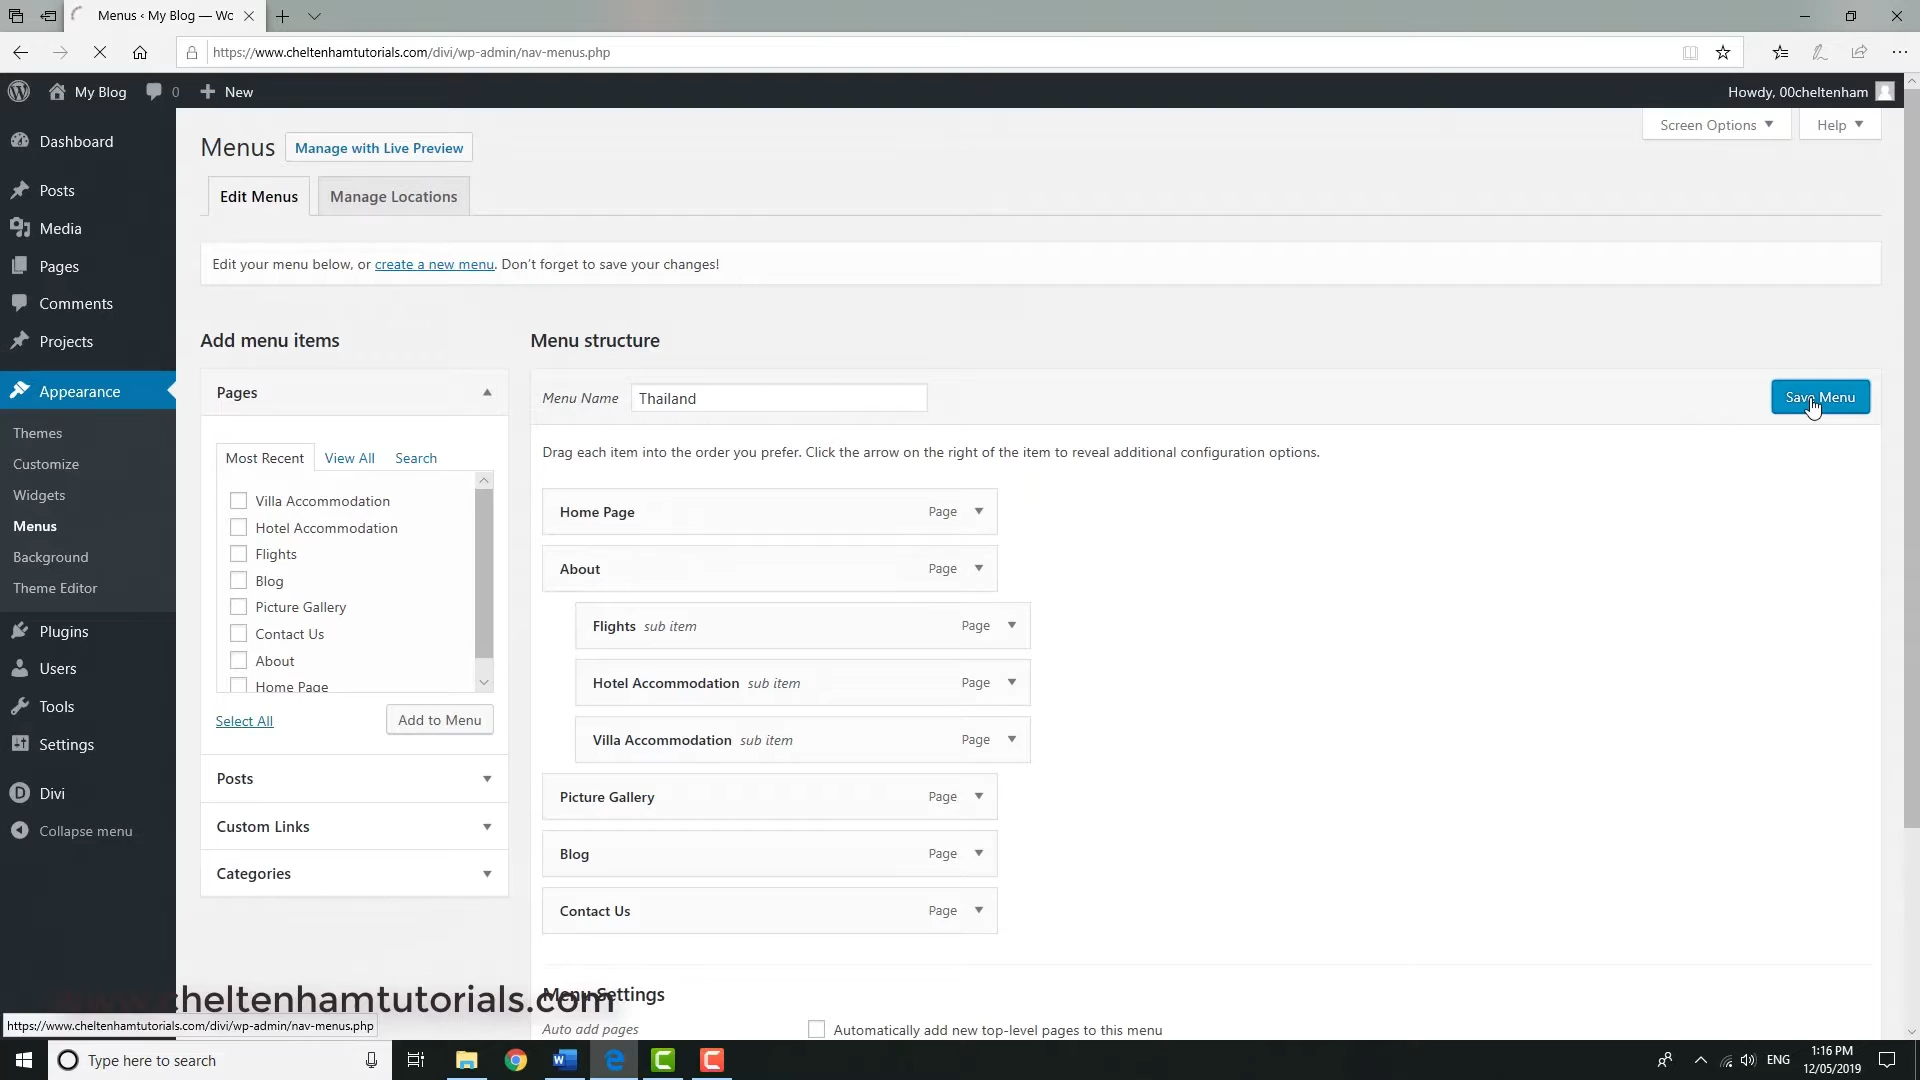 Menus ‹ My Blog — Wo
https://www.cheltenhamtutorials.com/divi/wp-admin/nav-menus.php
My Blog
0
New
Howdy, 00cheltenham
Screen Options
Help
Dashboard
Posts
Media
Pages
Comments
Projects
Appearance
Themes
Customize
Widgets
Menus
Background
Theme Editor
Plugins
Users
Tools
Settings
Divi
Collapse menu
Menus
Manage with Live Preview
Edit Menus
Manage Locations
Edit your menu below, or create a new menu. Don't forget to save your changes!
Add menu items
Pages
Most Recent
View All
Search
Villa Accommodation
Hotel Accommodation
Flights
Blog
Picture Gallery
Contact Us
About
Home Page
Select All
Add to Menu
Posts
Custom Links
Categories
Menu structure
Menu Name
Thailand
Save Menu
Drag each item into the order you prefer. Click the arrow on the right of the item to reveal additional configuration options.
Home Page Page
About Page
Flights sub item Page
Hotel Accommodation sub item Page
Villa Accommodation sub item Page
Picture Gallery Page
Blog Page
Contact Us Page
Menu Settings
Auto add pages
Automatically add new top-level pages to this menu
www.cheltenhamtutorials.com
https://www.cheltenhamtutorials.com/divi/wp-admin/nav-menus.php
Type here to search
ENG
1:16 PM
12/05/2019